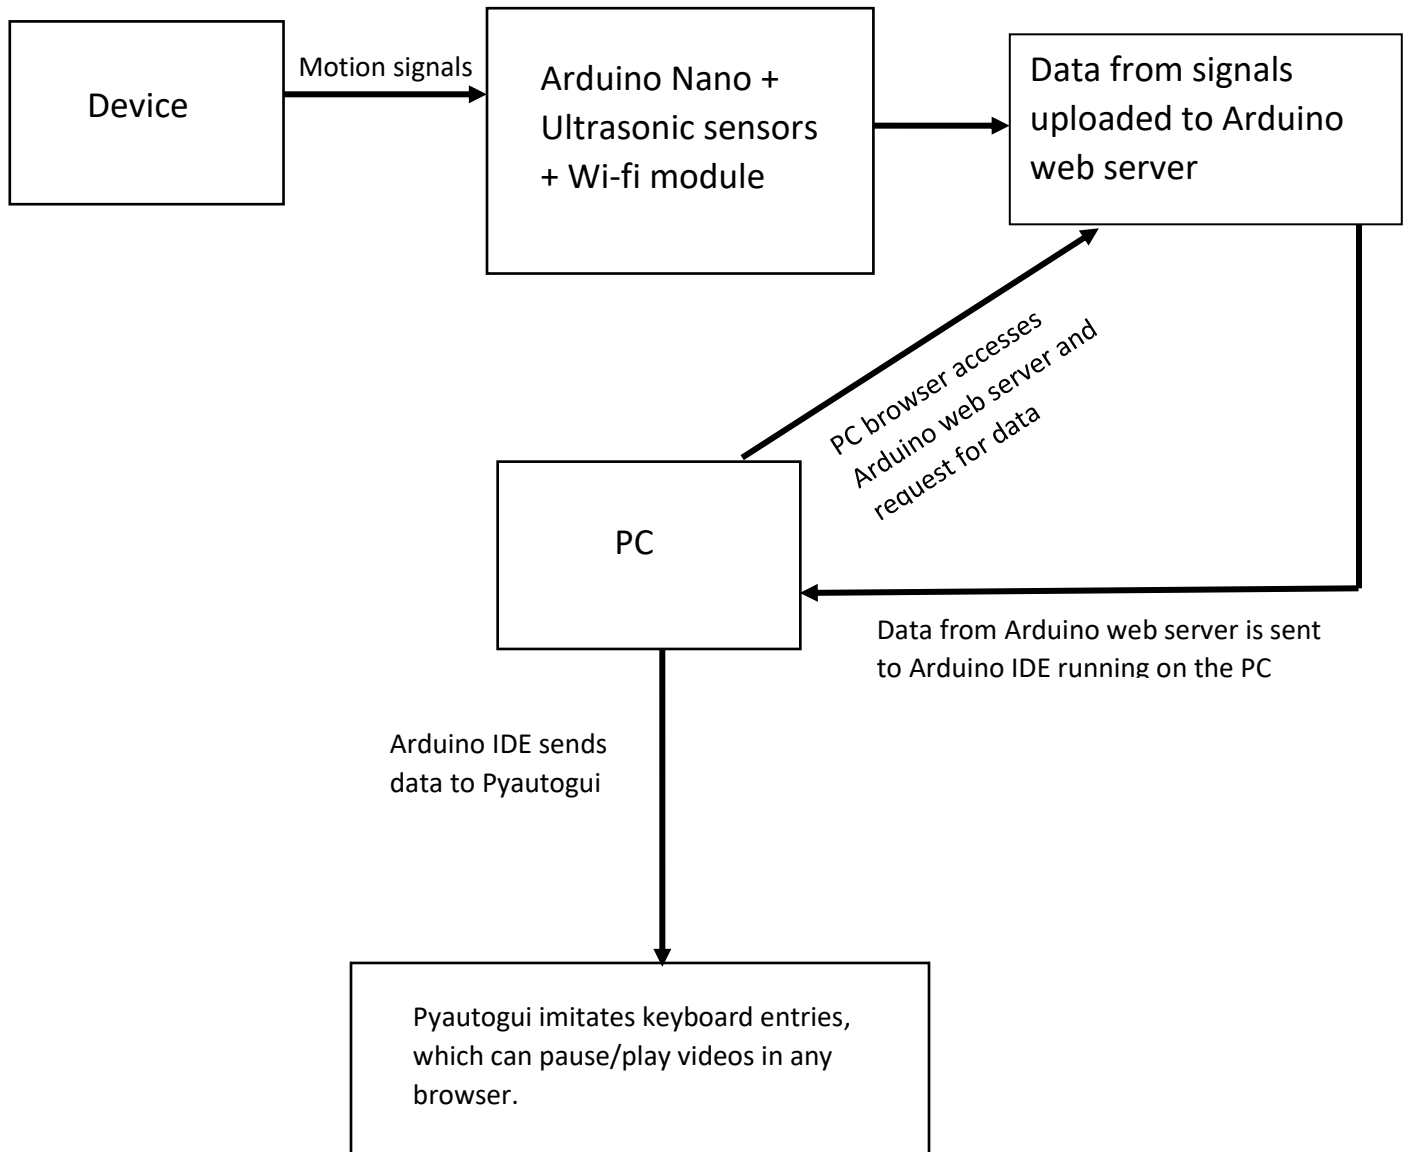 Device
Motion signals
Arduino Nano +
Ultrasonic sensors
+ Wi-fi module
Data from signals
uploaded to Arduino
web server
PC browser accesses
Arduino web server and
request for data
PC
Data from Arduino web server is sent
to Arduino IDE running on the PC
Arduino IDE sends
data to Pyautogui
Pyautogui imitates keyboard entries,
which can pause/play videos in any
browser.